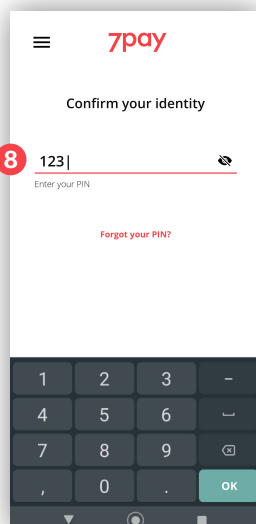 7pay
Confirm your identity
8
123
Enter your PIN
Forgot your PIN?
1 2 3 -
4 5 6
7 8 9
, 0 . OK